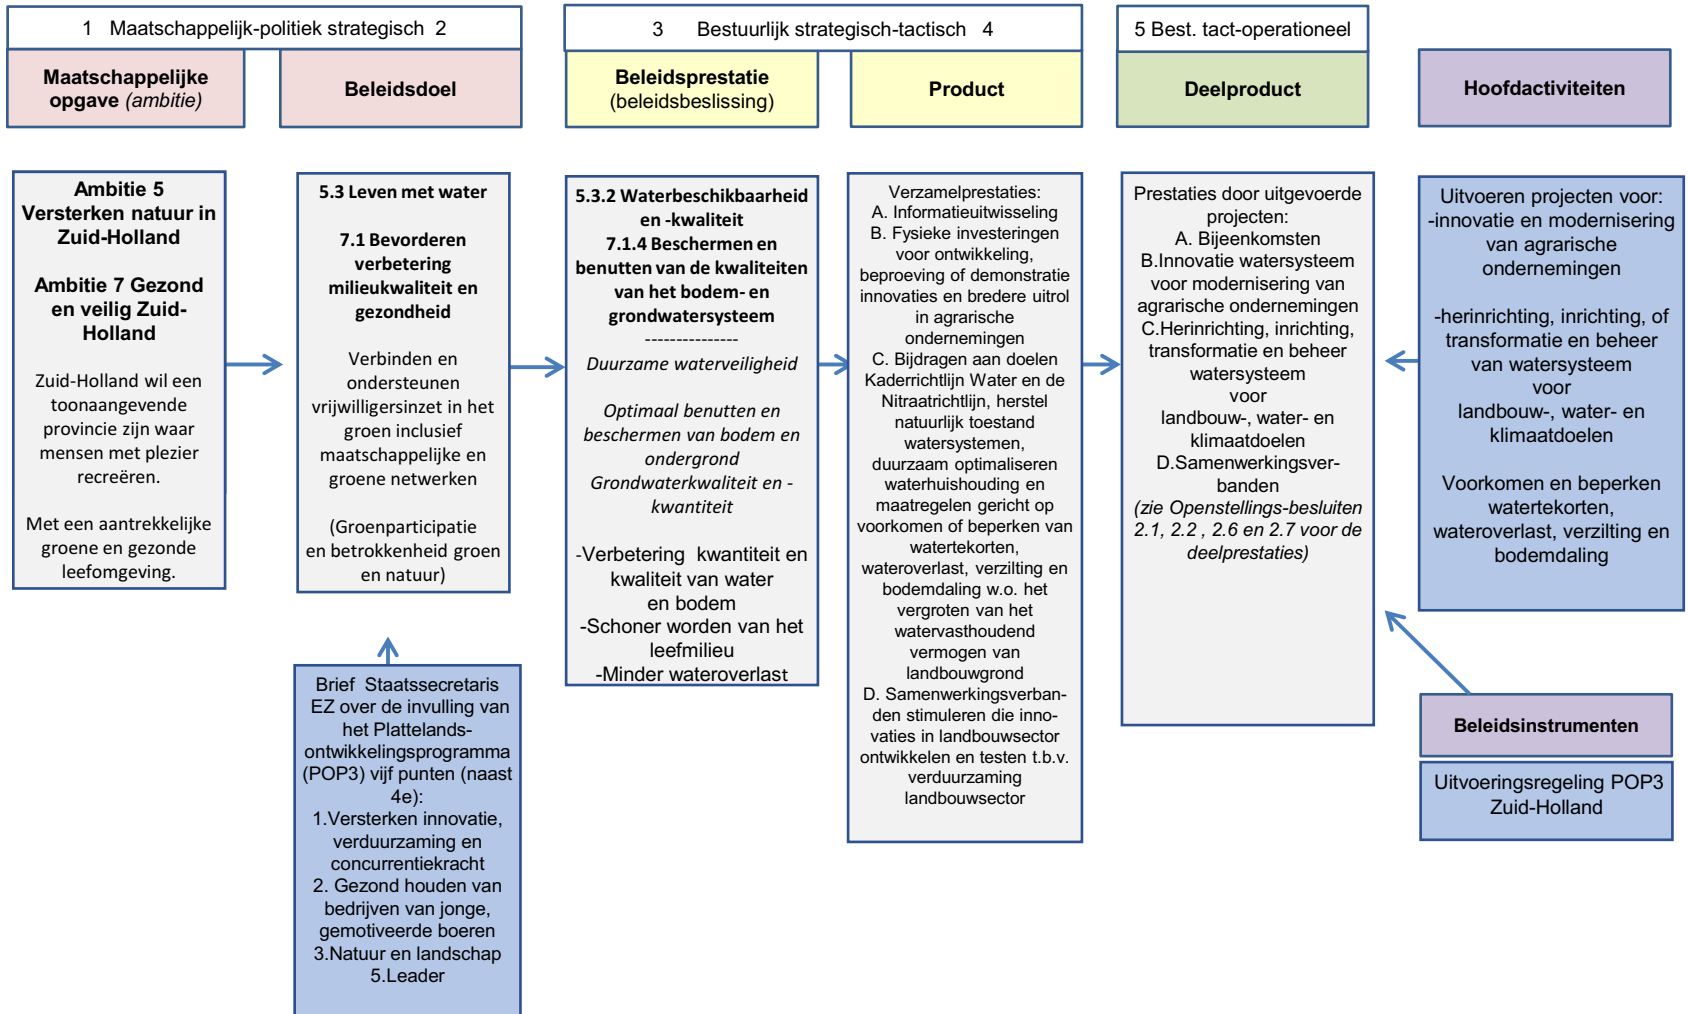 1 Maatschappelijk-politiek strategisch 2
3 Bestuurlijk strategisch-tactisch 4
5 Best. tact-operationeel
Maatschappelijke
opgave (ambitie)
Beleidsdoel
Beleidsprestatie
(beleidsbeslissing)
Product
Deelproduct
Hoofdactiviteiten
Ambitie 5
Versterken natuur in
Zuid-Holland
Ambitie 7 Gezond
en veilig Zuid-
Holland
Zuid-Holland wil een
toonaangevende
provincie zijn waar
mensen met plezier
recreëren.
Met een aantrekkelijke
groene en gezonde
leefomgeving.
5.3 Leven met water
7.1 Bevorderen
verbetering
milieukwaliteit en
gezondheid
Verbinden en
ondersteunen
vrijwilligersinzet in het
groen inclusief
maatschappelijke en
groene netwerken
(Groenparticipatie
en betrokkenheid groen
en natuur)
5.3.2 Waterbeschikbaarheid
en -kwaliteit
7.1.4 Beschermen en
benutten van de kwaliteiten
van het bodem- en
grondwatersysteem
---------------
Duurzame waterveiligheid
Optimaal benutten en
beschermen van bodem en
ondergrond
Grondwaterkwaliteit en -
kwantiteit
-Verbetering kwantiteit en
kwaliteit van water
en bodem
-Schoner worden van het
leefmilieu
-Minder wateroverlast
Verzamelprestaties:
A. Informatieuitwisseling
B. Fysieke investeringen
voor ontwikkeling,
beproeving of demonstratie
innovaties en bredere uitrol
in agrarische
ondernemingen
C. Bijdragen aan doelen
Kaderrichtlijn Water en de
Nitraatrichtlijn, herstel
natuurlijk toestand
watersystemen,
duurzaam optimaliseren
waterhuishouding en
maatregelen gericht op
voorkomen of beperken van
watertekorten,
wateroverlast, verzilting en
bodemdaling w.o. het
vergroten van het
watervasthoudend
vermogen van
landbouwgrond
D. Samenwerkingsverban-
den stimuleren die inno-
vaties in landbouwsector
ontwikkelen en testen t.b.v.
verduurzaming
landbouwsector
Prestaties door uitgevoerde
projecten:
A. Bijeenkomsten
B.Innovatie watersysteem
voor modernisering van
agrarische ondernemingen
C.Herinrichting, inrichting,
transformatie en beheer
watersysteem
voor
landbouw-, water- en
klimaatdoelen
D.Samenwerkingsver-
banden
(zie Openstellings-besluiten
2.1, 2.2 , 2.6 en 2.7 voor de
deelprestaties)
Uitvoeren projecten voor:
-innovatie en modernisering
van agrarische
ondernemingen
-herinrichting, inrichting, of
transformatie en beheer
van watersysteem
voor
landbouw-, water- en
klimaatdoelen
Voorkomen en beperken
watertekorten,
wateroverlast, verzilting en
bodemdaling
Brief Staatssecretaris
EZ over de invulling van
het Plattelands-
ontwikkelingsprogramma
(POP3) vijf punten (naast
4e):
1.Versterken innovatie,
verduurzaming en
concurrentiekracht
2. Gezond houden van
bedrijven van jonge,
gemotiveerde boeren
3.Natuur en landschap
5.Leader
Beleidsinstrumenten
Uitvoeringsregeling POP3
Zuid-Holland